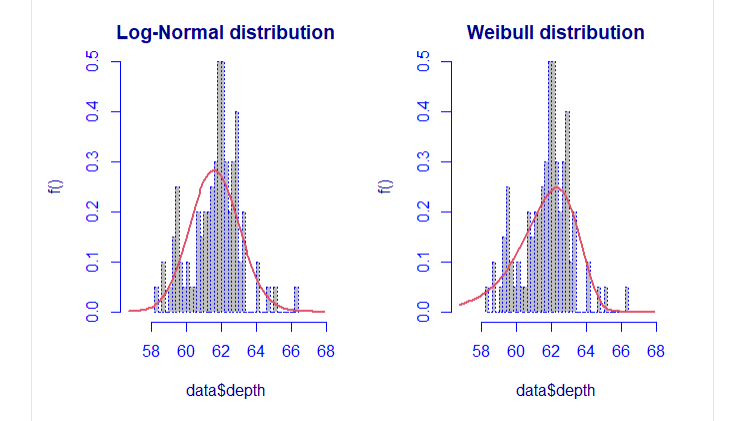 Log-Normal distribution
f()
0.0 0.1 0.2 0.3 0.4 0.5
58 60 62 64 66 68
data$depth
Weibull distribution
f()
0.0 0.1 0.2 0.3 0.4 0.5
58 60 62 64 66 68
data$depth